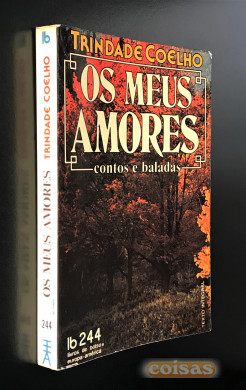 TRINDADE COELHO
OS MEUS
AMORES
contos e baladas
TEXTO INTEGRAL
lb 244
livros de bolso
europa-américa
lb
TRINDADE COELHO
OS MEUS AMORES
244
coisas